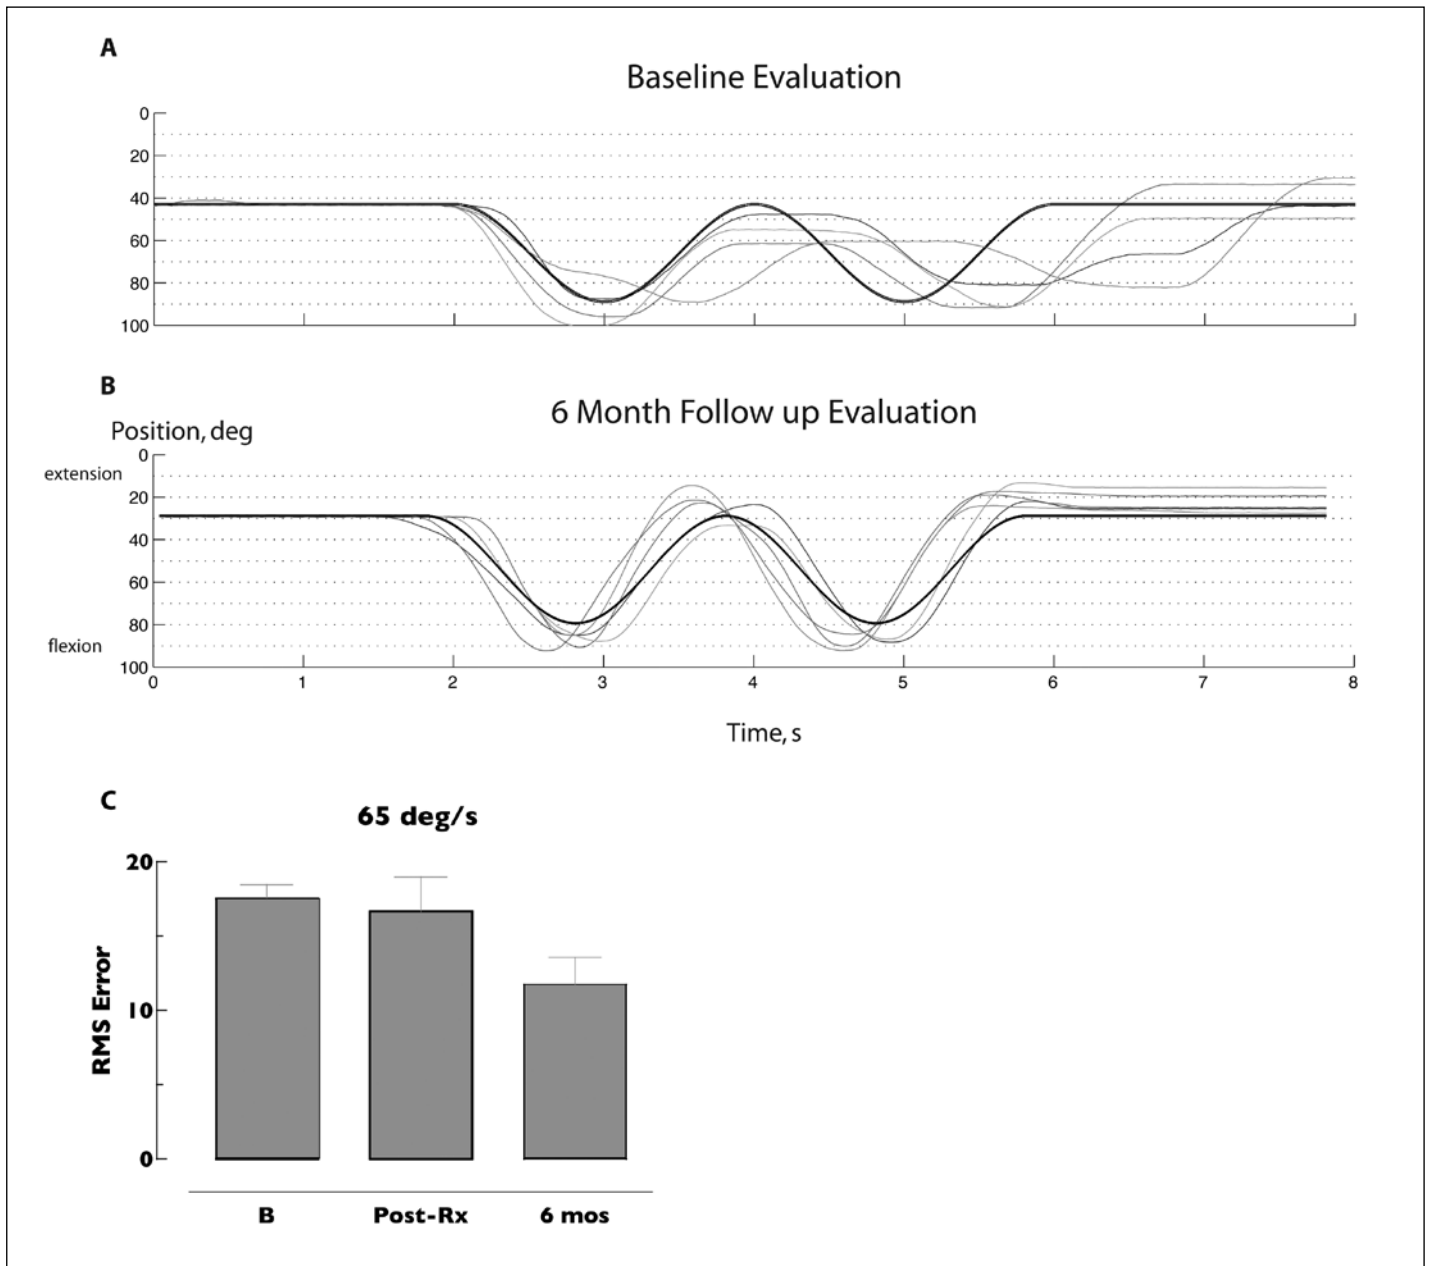 A
Baseline Evaluation
0
20
40
60
80
100
B
6 Month Follow up Evaluation
Position, deg
extension
flexion
0
20
40
60
80
100
0 1 2 3 4 5 6 7 8
Time, s
C
65 deg/s
RMS Error
20
10
0
B Post-Rx 6 mos